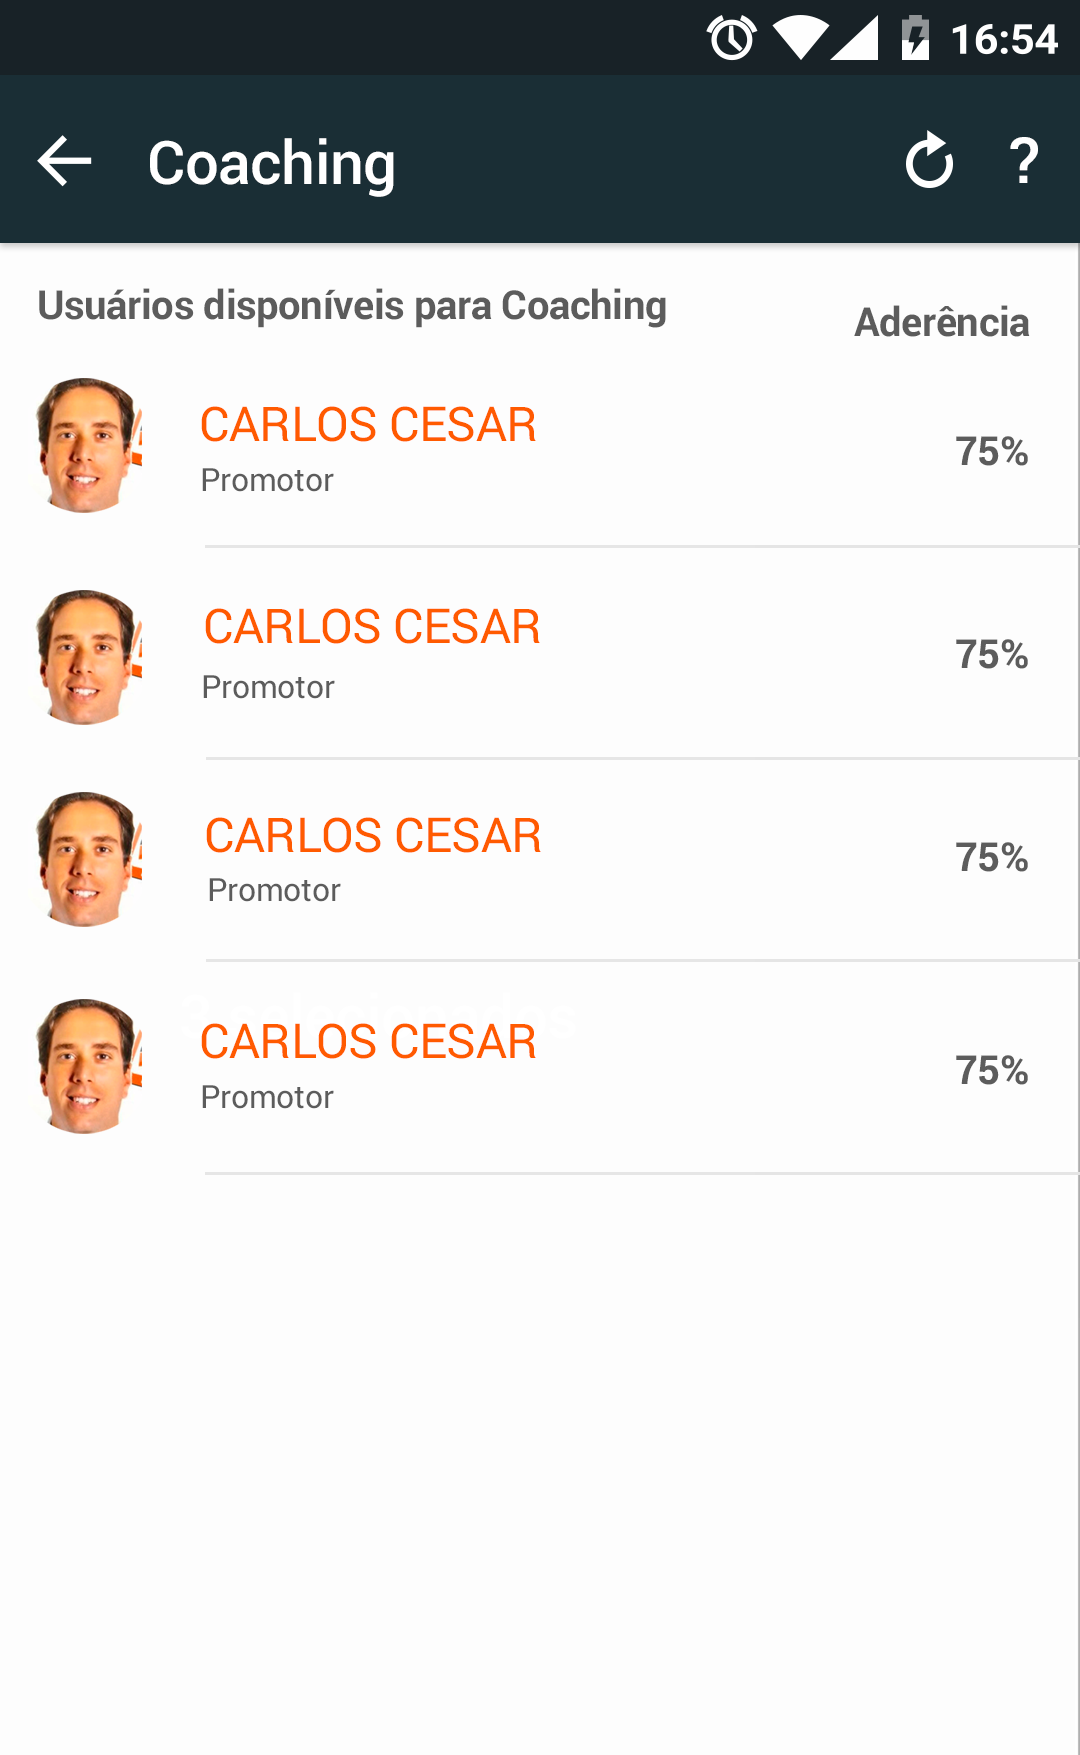 16:54
Coaching ?
Usuários disponíveis para Coaching
Aderência
CARLOS CESAR
Promotor
75%
CARLOS CESAR
Promotor
75%
CARLOS CESAR
Promotor
75%
CARLOS CESAR
Promotor
75%